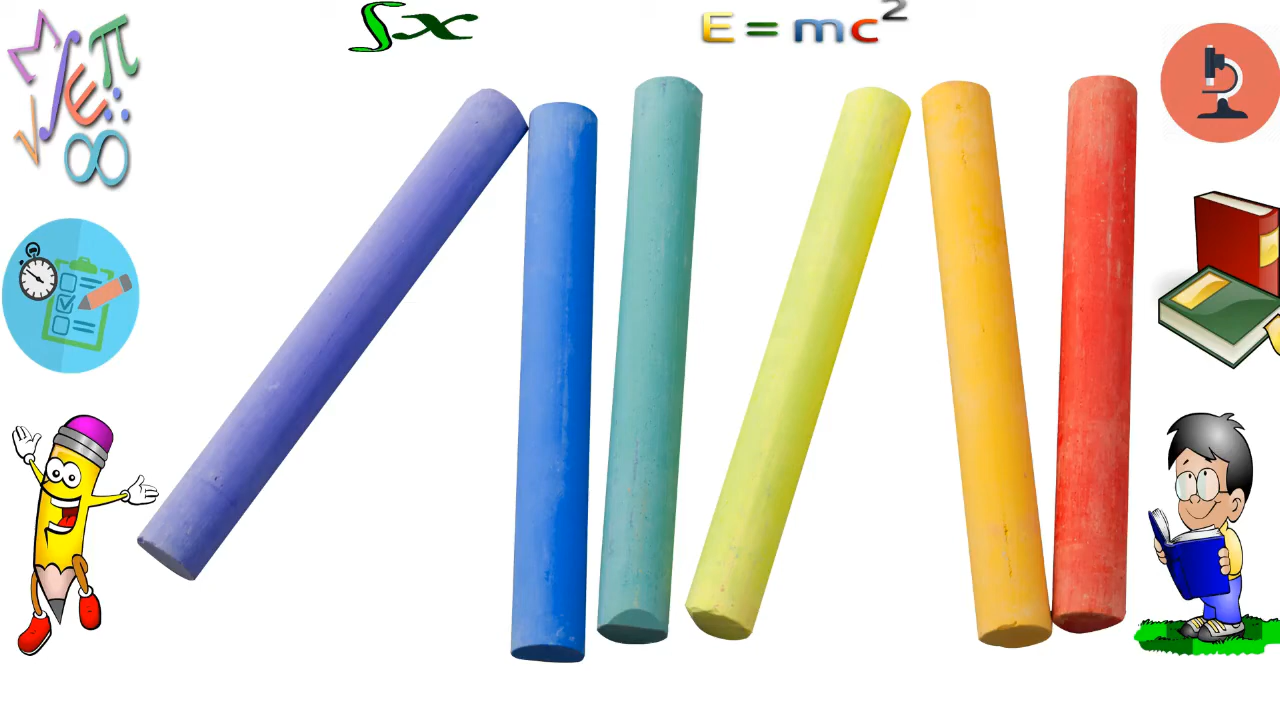 ∫x
E=mc²
π
∫
E
√
∞